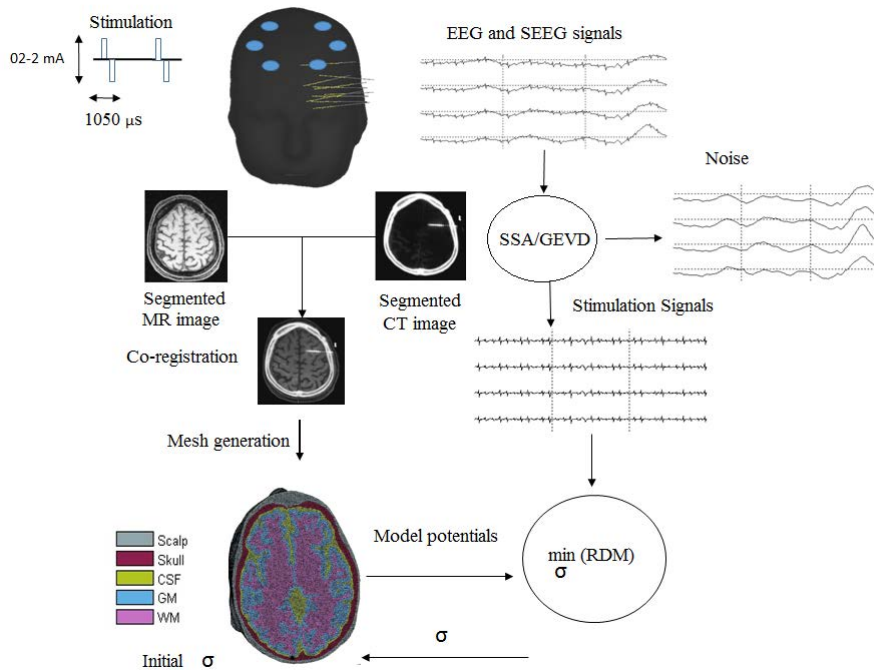 Stimulation
02-2 mA
1050 μs
EEG and SEEG signals
Noise
SSA/GEVD
Segmented
MR image
Segmented
CT image
Stimulation Signals
Co-registration
Mesh generation
Scalp
Skull
CSF
GM
WM
Model potentials
min (RDM)
σ
σ
Initial σ